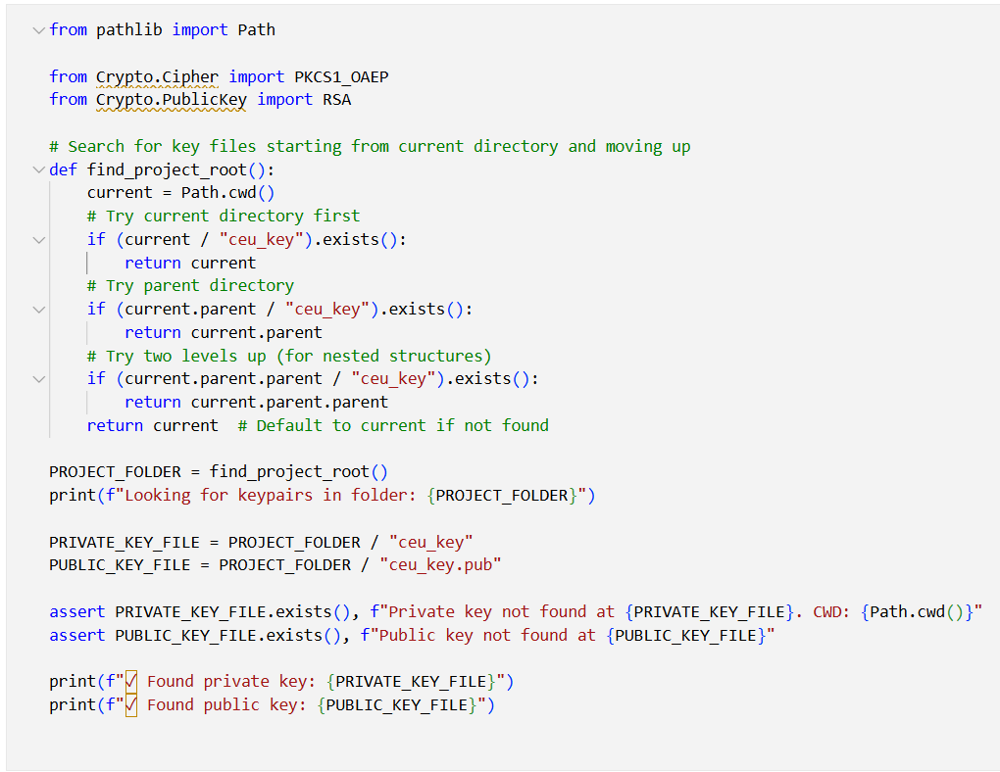 from pathlib import Path
from Crypto.Cipher import PKCS1_OAEP
from Crypto.PublicKey import RSA
# Search for key files starting from current directory and moving up
def find_project_root():
    current = Path.cwd()
    # Try current directory first
    if (current / "ceu_key").exists():
        return current
    # Try parent directory
    if (current.parent / "ceu_key").exists():
        return current.parent
    # Try two levels up (for nested structures)
    if (current.parent.parent / "ceu_key").exists():
        return current.parent.parent
    return current  # Default to current if not found
PROJECT_FOLDER = find_project_root()
print(f"Looking for keypairs in folder: {PROJECT_FOLDER}")
PRIVATE_KEY_FILE = PROJECT_FOLDER / "ceu_key"
PUBLIC_KEY_FILE = PROJECT_FOLDER / "ceu_key.pub"
assert PRIVATE_KEY_FILE.exists(), f"Private key not found at {PRIVATE_KEY_FILE}. CWD: {Path.cwd()}"
assert PUBLIC_KEY_FILE.exists(), f"Public key not found at {PUBLIC_KEY_FILE}"
print(f"✓ Found private key: {PRIVATE_KEY_FILE}")
print(f"✓ Found public key: {PUBLIC_KEY_FILE}")